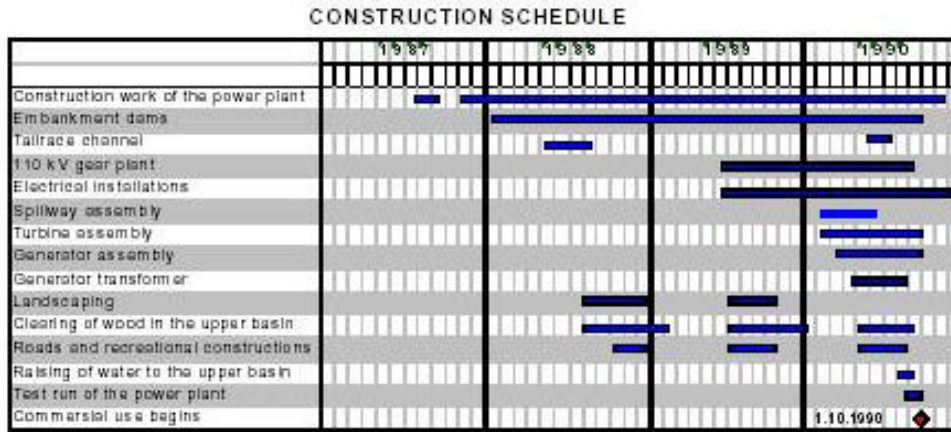 CONSTRUCTION SCHEDULE
1987 1988 1989 1990
Construction work of the power plant
Embankment dams
Tailrace channel
110 kV gear plant
Electrical installations
Spillway assembly
Turbine assembly
Generator assembly
Generator transformer
Landscaping
Clearing of wood in the upper basin
Roads and recreational constructions
Raising of water to the upper basin
Test run of the power plant
Commersial use begins 1.10.1990